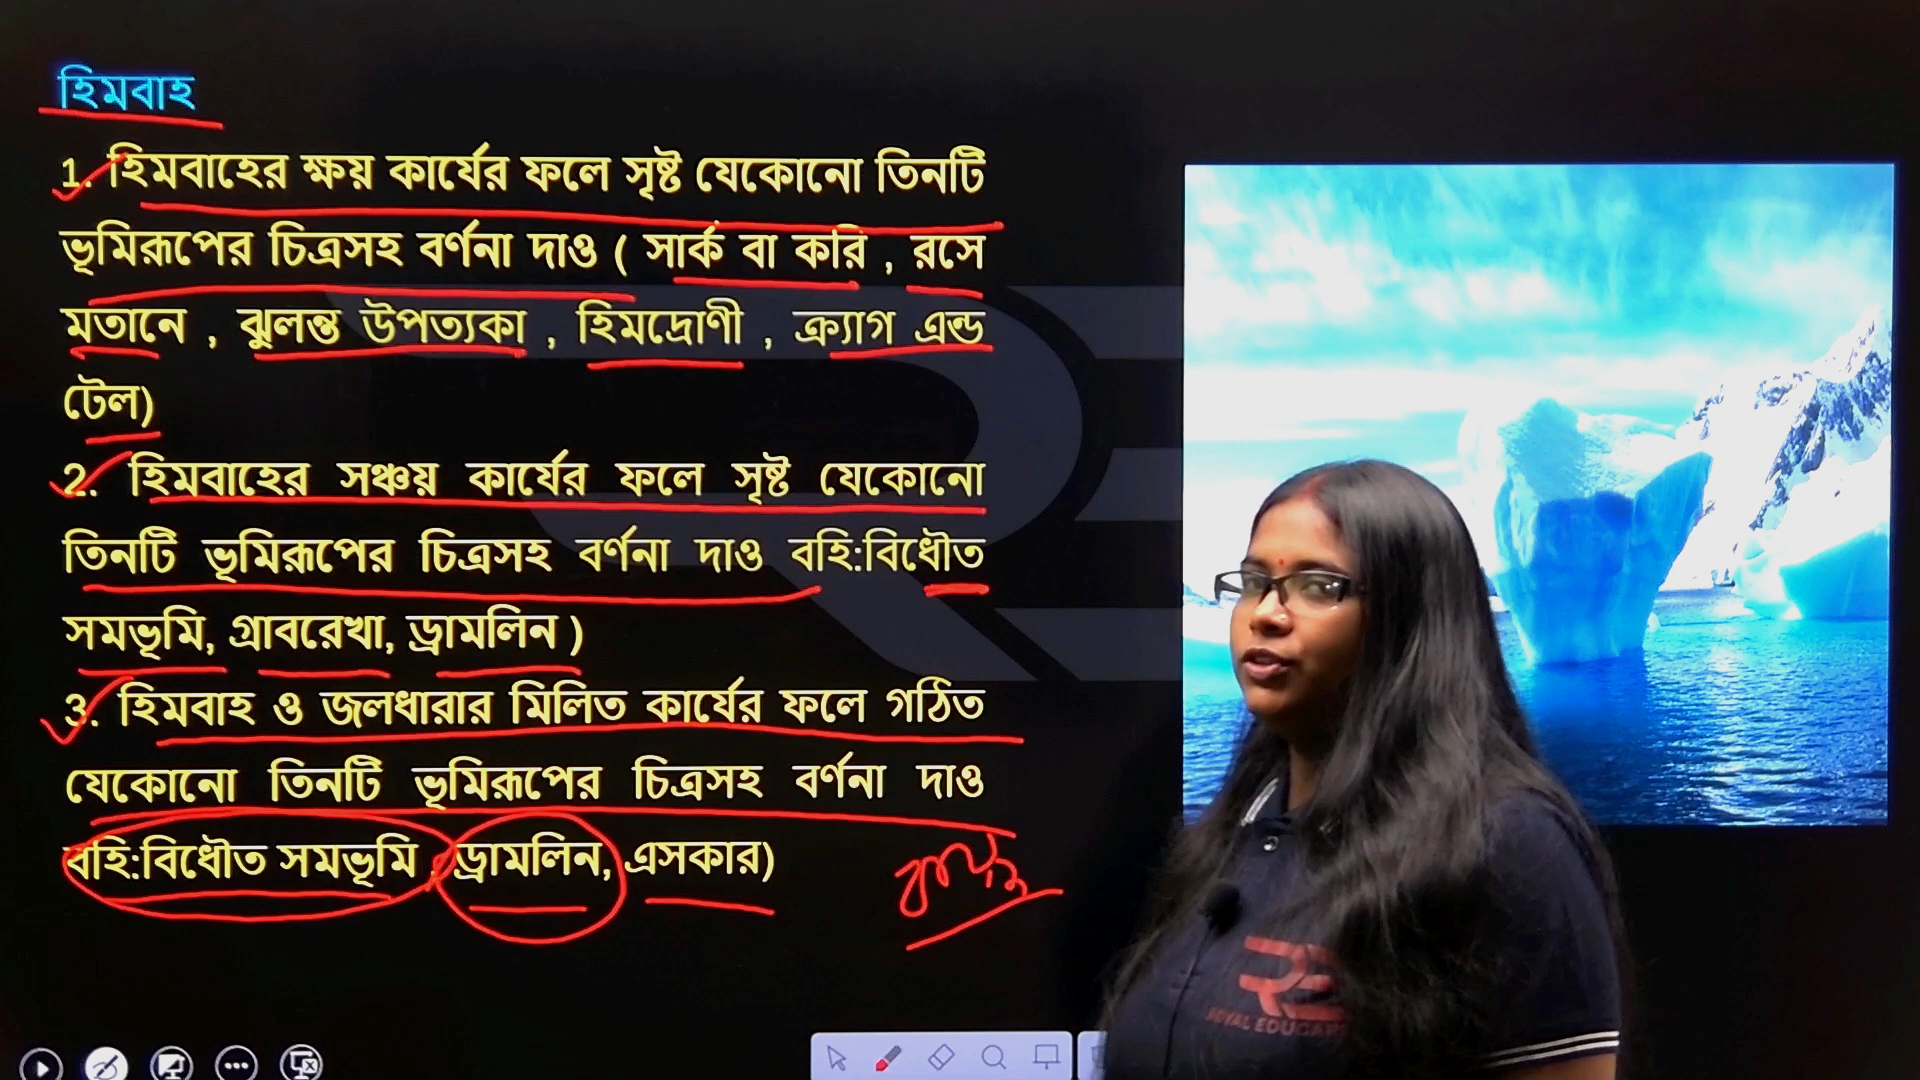 হিমবাহ
1. হিমবাহের ক্ষয় কার্যের ফলে সৃষ্ট যেকোনো তিনটি
ভূমিরূপের চিত্রসহ বর্ণনা দাও ( সার্ক বা করি , রসে
মতানে , ঝুলন্ত উপত্যকা , হিমদ্রোণী , ক্র্যাগ এন্ড
টেল)
2. হিমবাহের সঞ্চয় কার্যের ফলে সৃষ্ট যেকোনো
তিনটি ভূমিরূপের চিত্রসহ বর্ণনা দাও বহি:বিধৌত
সমভূমি, গ্রাবরেখা, ড্রামলিন )
3. হিমবাহ ও জলধারার মিলিত কার্যের ফলে গঠিত
যেকোনো তিনটি ভূমিরূপের চিত্রসহ বর্ণনা দাও
বহি:বিধৌত সমভূমি , ড্রামলিন, এসকার)
RE